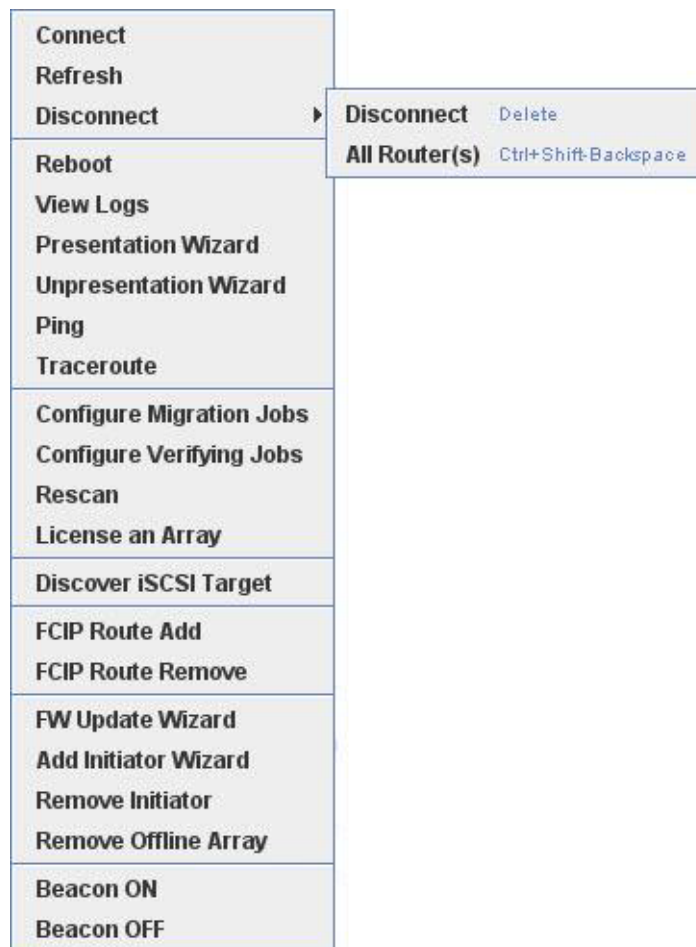 Connect
Refresh
Disconnect
Disconnect Delete
All Router(s) Ctrl+Shift-Backspace
Reboot
View Logs
Presentation Wizard
Unpresentation Wizard
Ping
Traceroute
Configure Migration Jobs
Configure Verifying Jobs
Rescan
License an Array
Discover iSCSI Target
FCIP Route Add
FCIP Route Remove
FW Update Wizard
Add Initiator Wizard
Remove Initiator
Remove Offline Array
Beacon ON
Beacon OFF